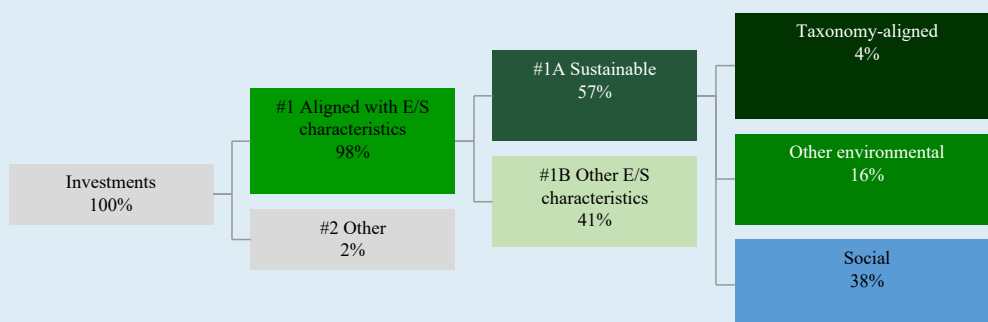 Investments
100%
#1 Aligned with E/S
characteristics
98%
#2 Other
2%
#1A Sustainable
57%
#1B Other E/S
characteristics
41%
Taxonomy-aligned
4%
Other environmental
16%
Social
38%